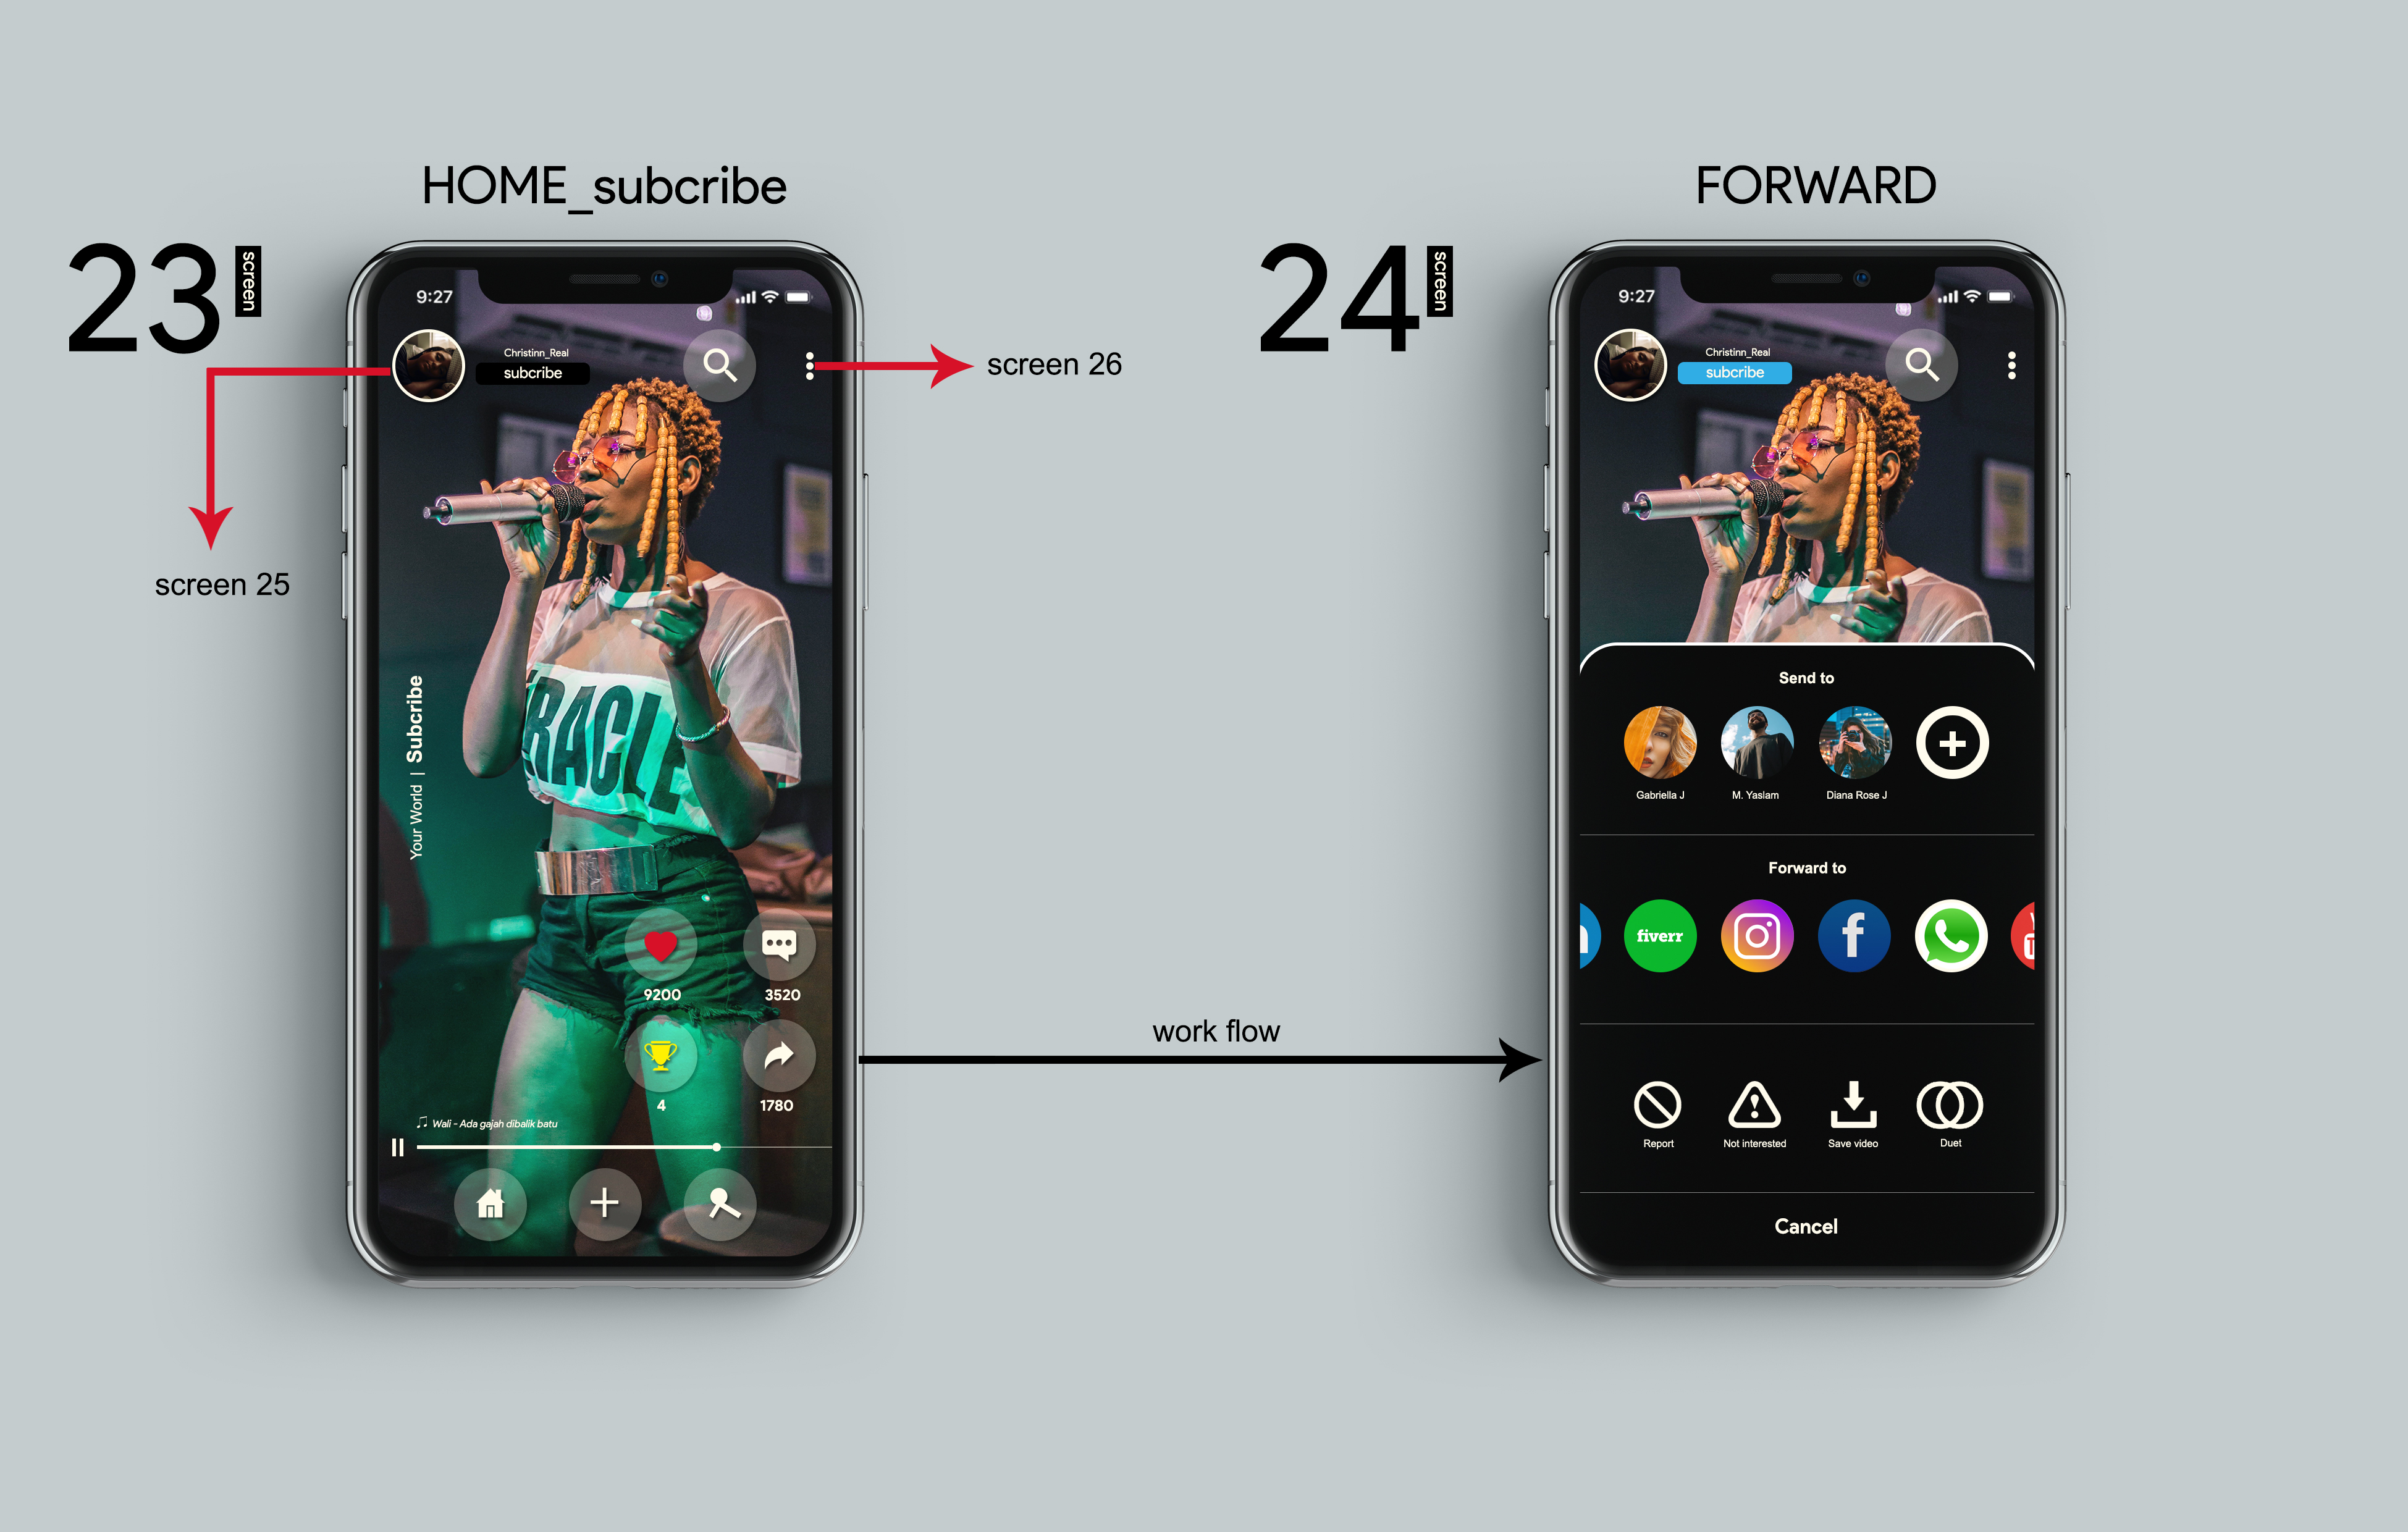 HOME_subcribe
23
screen
9:27
Christinn_Real
subcribe
screen 26
screen 25
RACLE
Your World | Subcribe
9200
3520
4
1780
Wali - Ada gajah dibalik batu
work flow
FORWARD
24
screen
9:27
Christinn_Real
subcribe
Send to
Gabriella J
M. Yaslam
Diana Rose J
Forward to
n
fiverr
f
Report
Not interested
Save video
Duet
Cancel